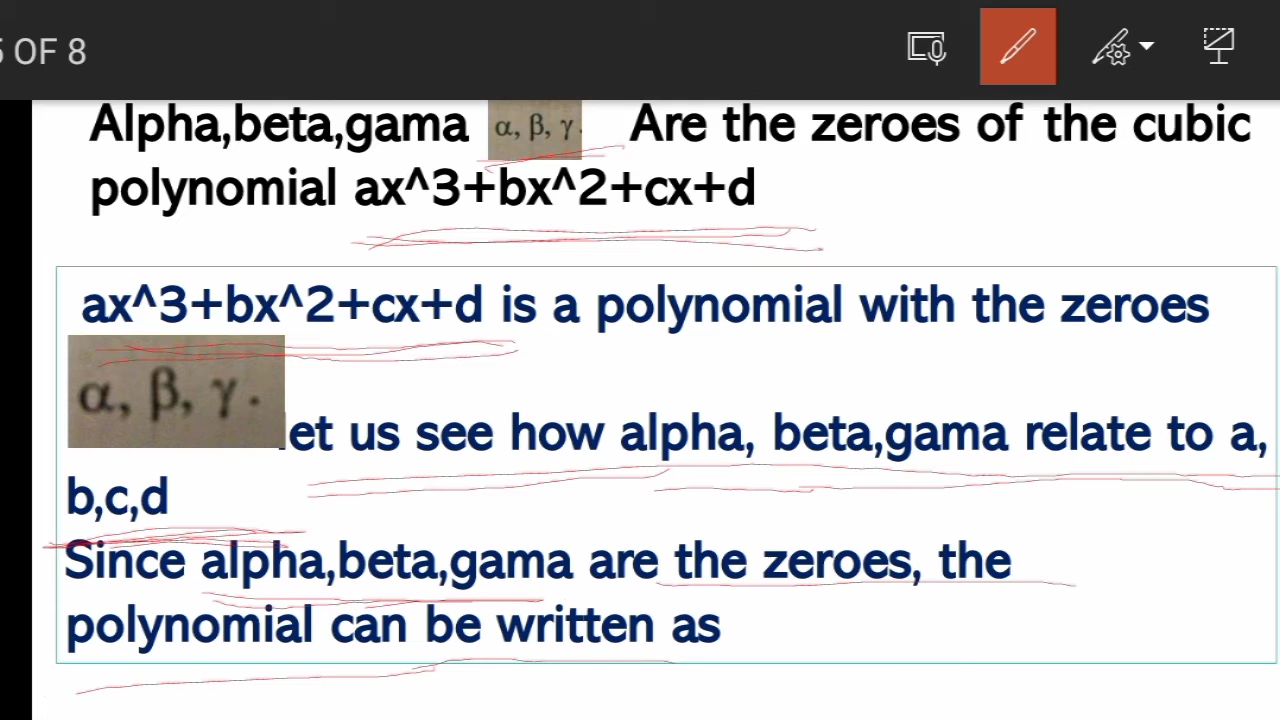 5 OF 8
Alpha,beta,gama α, β, γ. Are the zeroes of the cubic
polynomial ax^3+bx^2+cx+d
ax^3+bx^2+cx+d is a polynomial with the zeroes
α, β, γ.
let us see how alpha, beta,gama relate to a,
b,c,d
Since alpha,beta,gama are the zeroes, the
polynomial can be written as